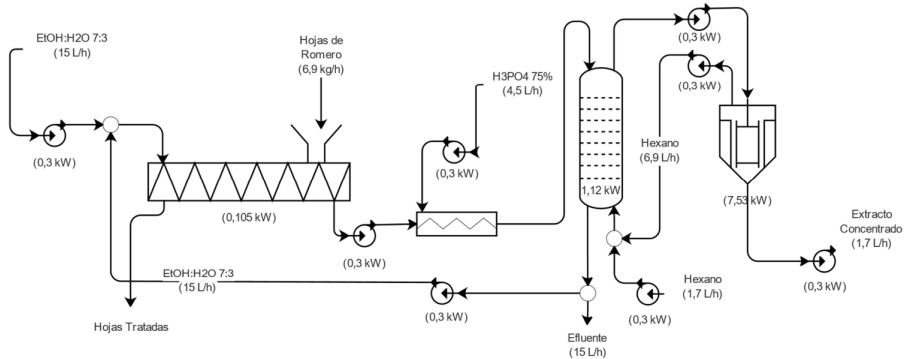 EtOH:H2O 7:3
(15 L/h)
(0,3 kW)
Hojas de
Romero
(6,9 kg/h)
(0,105 kW)
Hojas Tratadas
EtOH:H2O 7:3
(15 L/h)
(0,3 kW)
H3PO4 75%
(4,5 L/h)
(0,3 kW)
(0,3 kW)
1,12 kW
Efluente
(15 L/h)
Hexano
(6,9 L/h)
Hexano
(1,7 L/h)
(0,3 kW)
(0,3 kW)
(0,3 kW)
(7,53 kW)
Extracto
Concentrado
(1,7 L/h)
(0,3 kW)